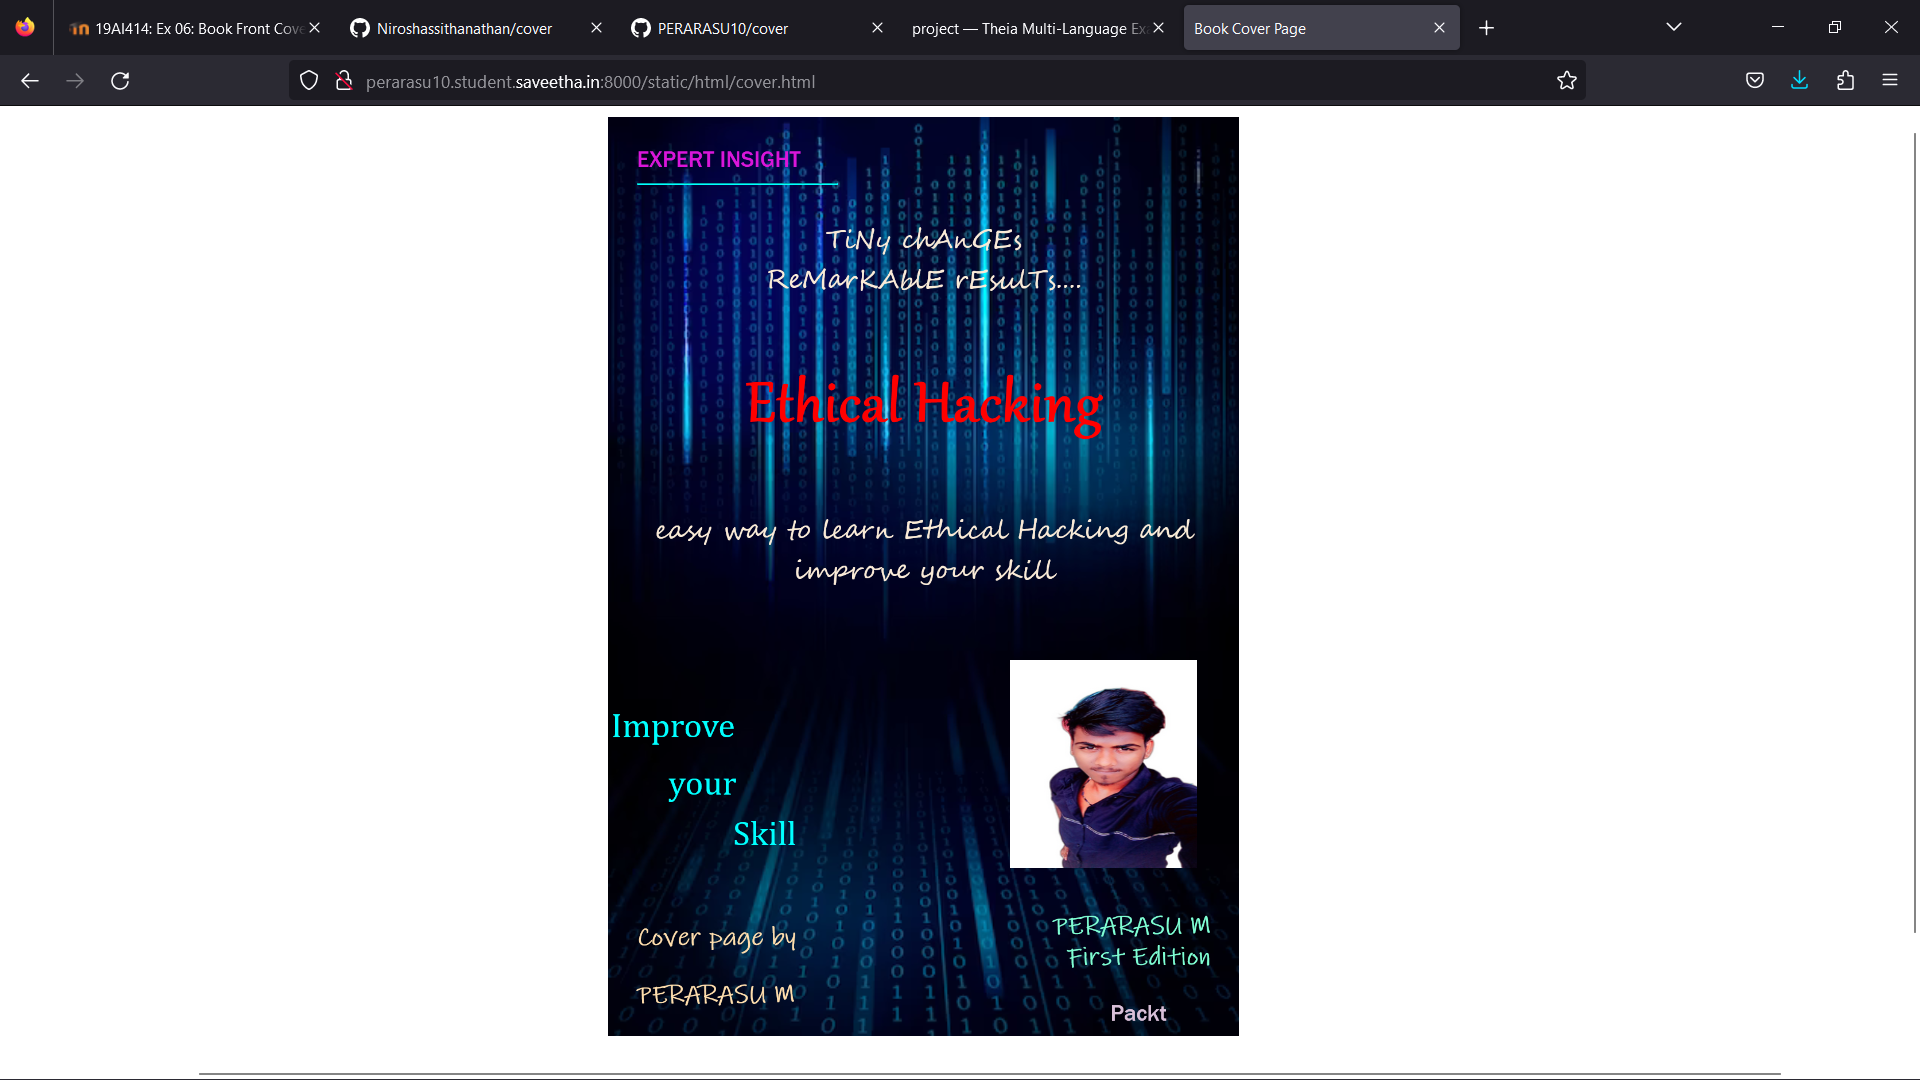 19AI414: Ex 06: Book Front Cove
Niroshassithanathan/cover
PERARASU10/cover
project — Theia Multi-Language Ex
Book Cover Page
perarasu10.student.saveetha.in:8000/static/html/cover.html
EXPERT INSIGHT
TiNy chAnGEs
ReMarKAblE rEsulTs....
Ethical Hacking
easy way to learn Ethical Hacking and
improve your skill
Improve
your
Skill
PERARASU M
First Edition
Cover page by
PERARASU M
Packt